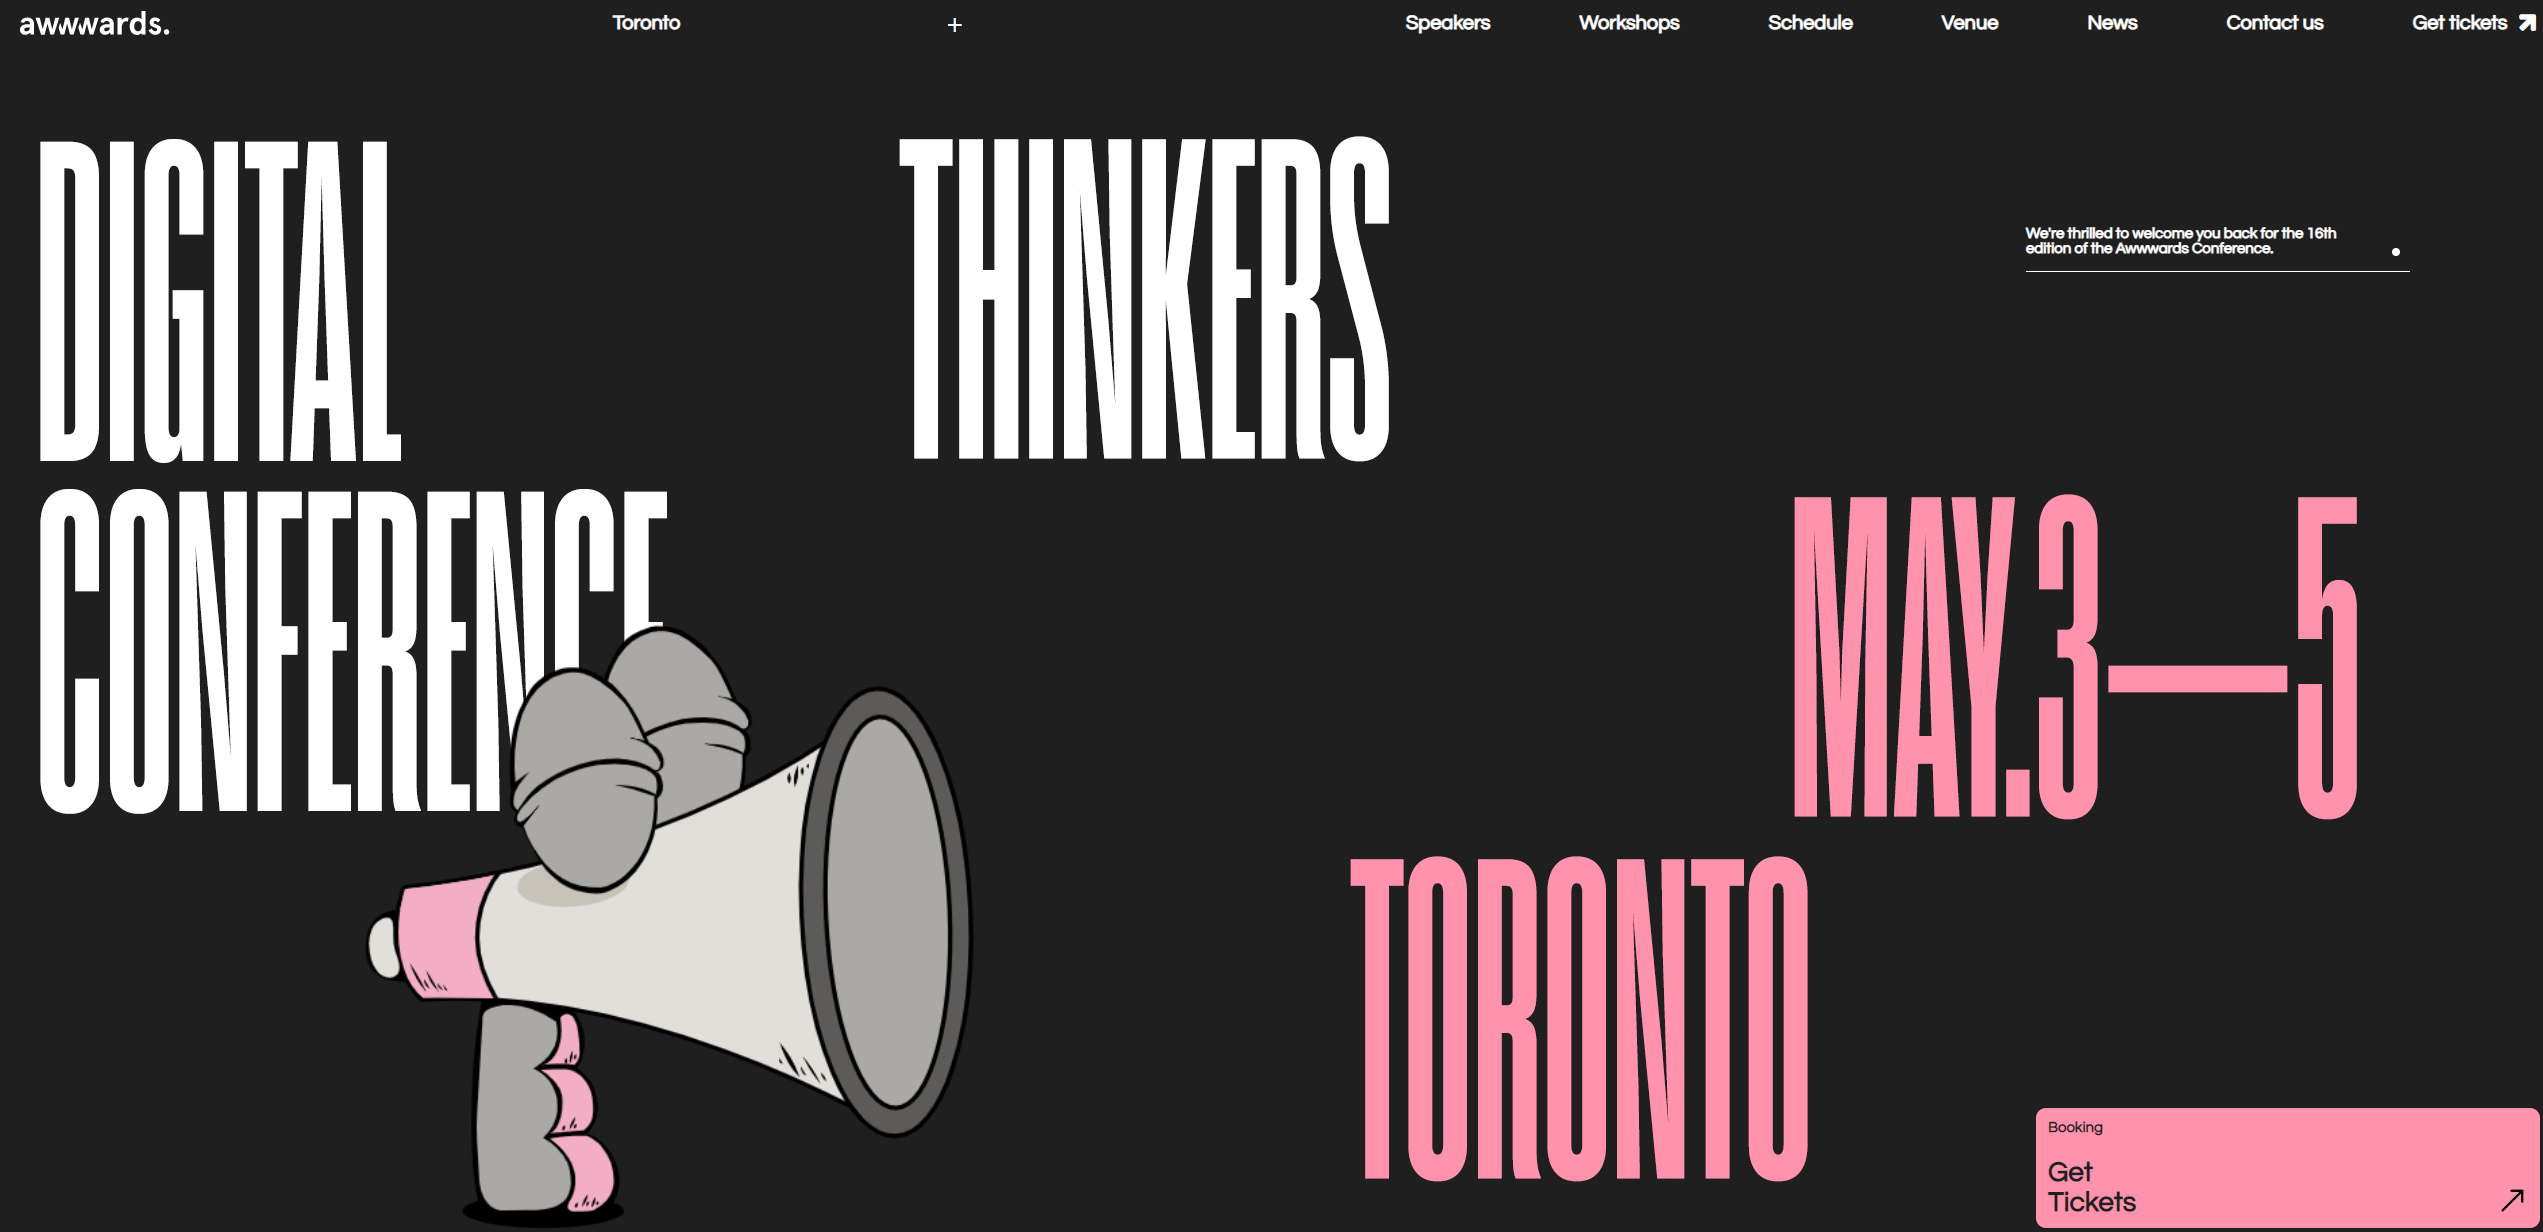 awwwards.
Toronto
+
Speakers
Workshops
Schedule
Venue
News
Contact us
Get tickets
DIGITAL
THINKERS
We're thrilled to welcome you back for the 16th
edition of the Awwwards Conference.
CONFERENCE
MAY.3—5
TORONTO
Booking
Get
Tickets